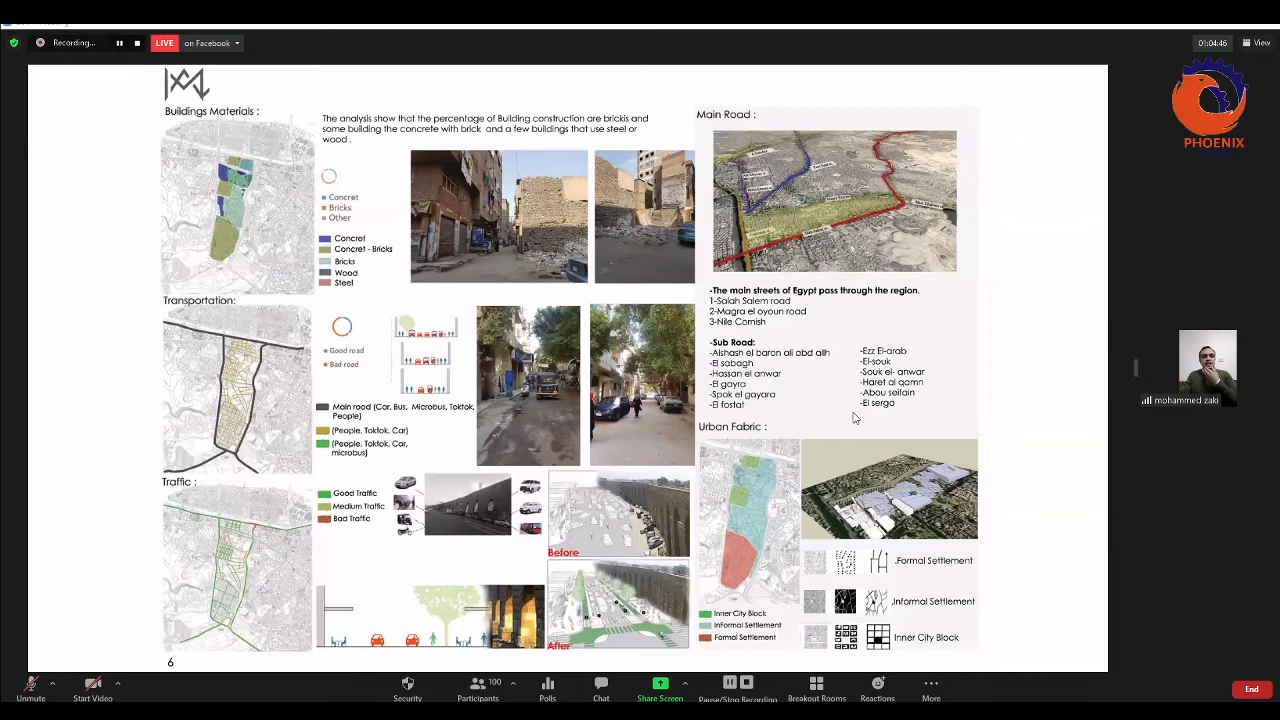 Recording...
LIVE
on Facebook
01:04:46
View
PHOENIX
Buildings Materials :
The analysis show that the percentage of Building construction are brickis and
some building the concrete with brick and a few buildings that use steel or
wood .
Concret
Bricks
Other
Concret
Concret - Bricks
Bricks
Wood
Steel
Transportation:
Good road
Bad road
Main road (Car, Bus, Microbus, Toktok,
People)
(People, Toktok, Car)
(People, Toktok, Car,
microbus)
Traffic :
Good Traffic
Medium Traffic
Bad Traffic
Before
After
Main Road :
-The main streets of Egypt pass through the region.
1-Salah Salem road
2-Magra el oyoun road
3-Nile Cornish
-Sub Road:
-Alshash el baron ali abd allh
-El sabagh
-Hassan el anwar
-El gayra
-Spok el gayara
-El fostat
-Ezz El-arab
-El-souk
-Souk el- anwar
-Haret al qamn
-Abou seifain
-El serga
Urban Fabric :
Inner City Block
InFormal Settlement
Formal Settlement
.Formal Settlement
.Informal Settlement
Inner City Block
6
mohammed zaki
Unmute
Start Video
Security
Participants
100
Polls
Chat
Share Screen
Pause/Stop Recording
Breakout Rooms
Reactions
More
End